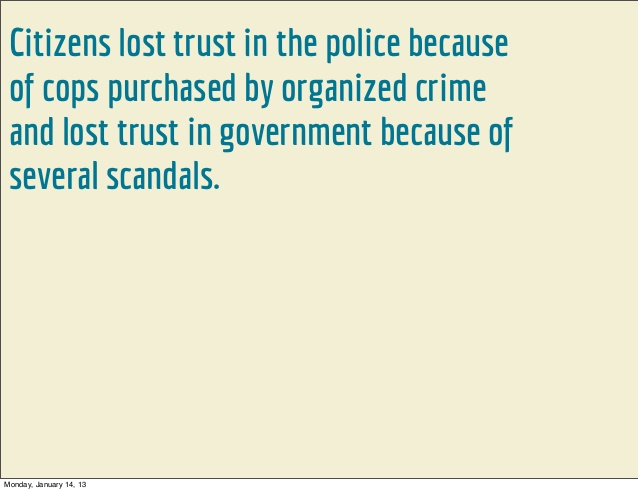 Citizens lost trust in the police because
of cops purchased by organized crime
and lost trust in government because of
several scandals.
Monday, January 14, 13